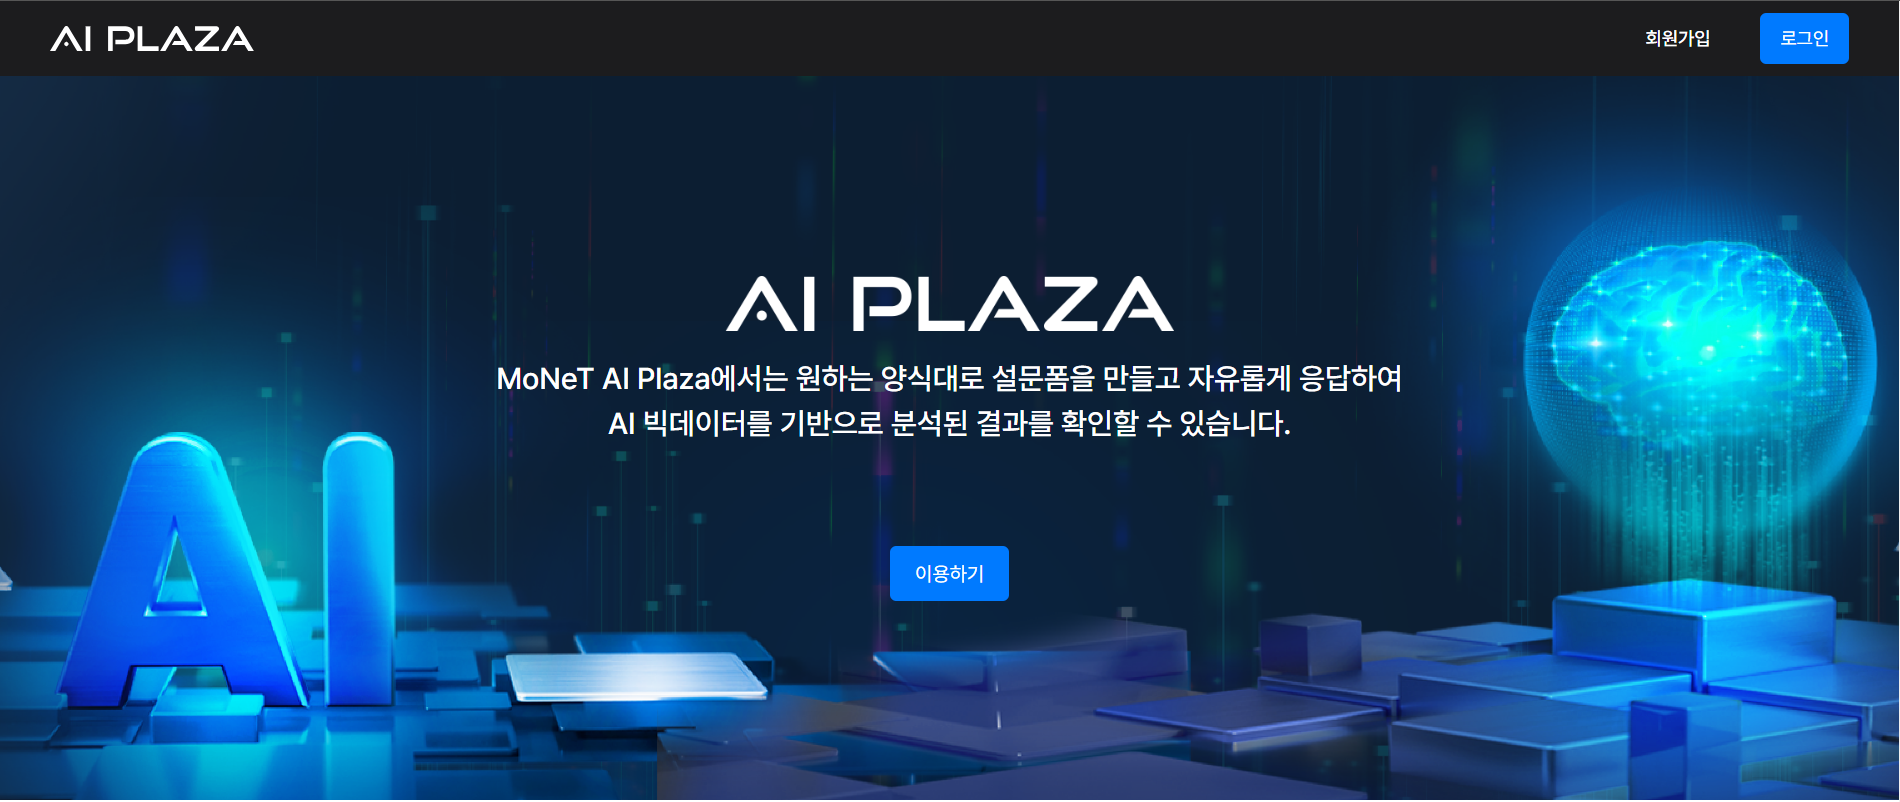 AI PLAZA
회원가입
로그인
AI PLAZA
MoNeT AI Plaza에서는 원하는 양식대로 설문폼을 만들고 자유롭게 응답하여
AI 빅데이터를 기반으로 분석된 결과를 확인할 수 있습니다.
AI
이용하기